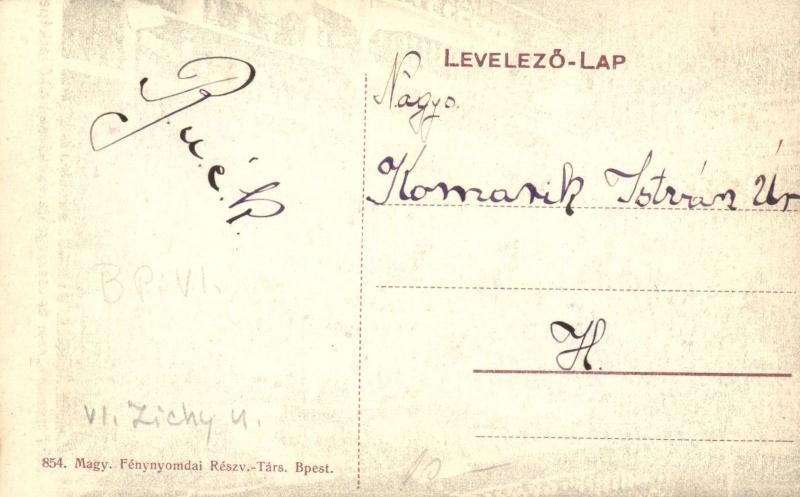 LEVELEZŐ-LAP
B.u.é.k.
Nagys.
Komarik István Úr
H.
BP. VI.
VI. Zichy u.
854. Magy. Fénynyomdai Részv.-Társ. Bpest.